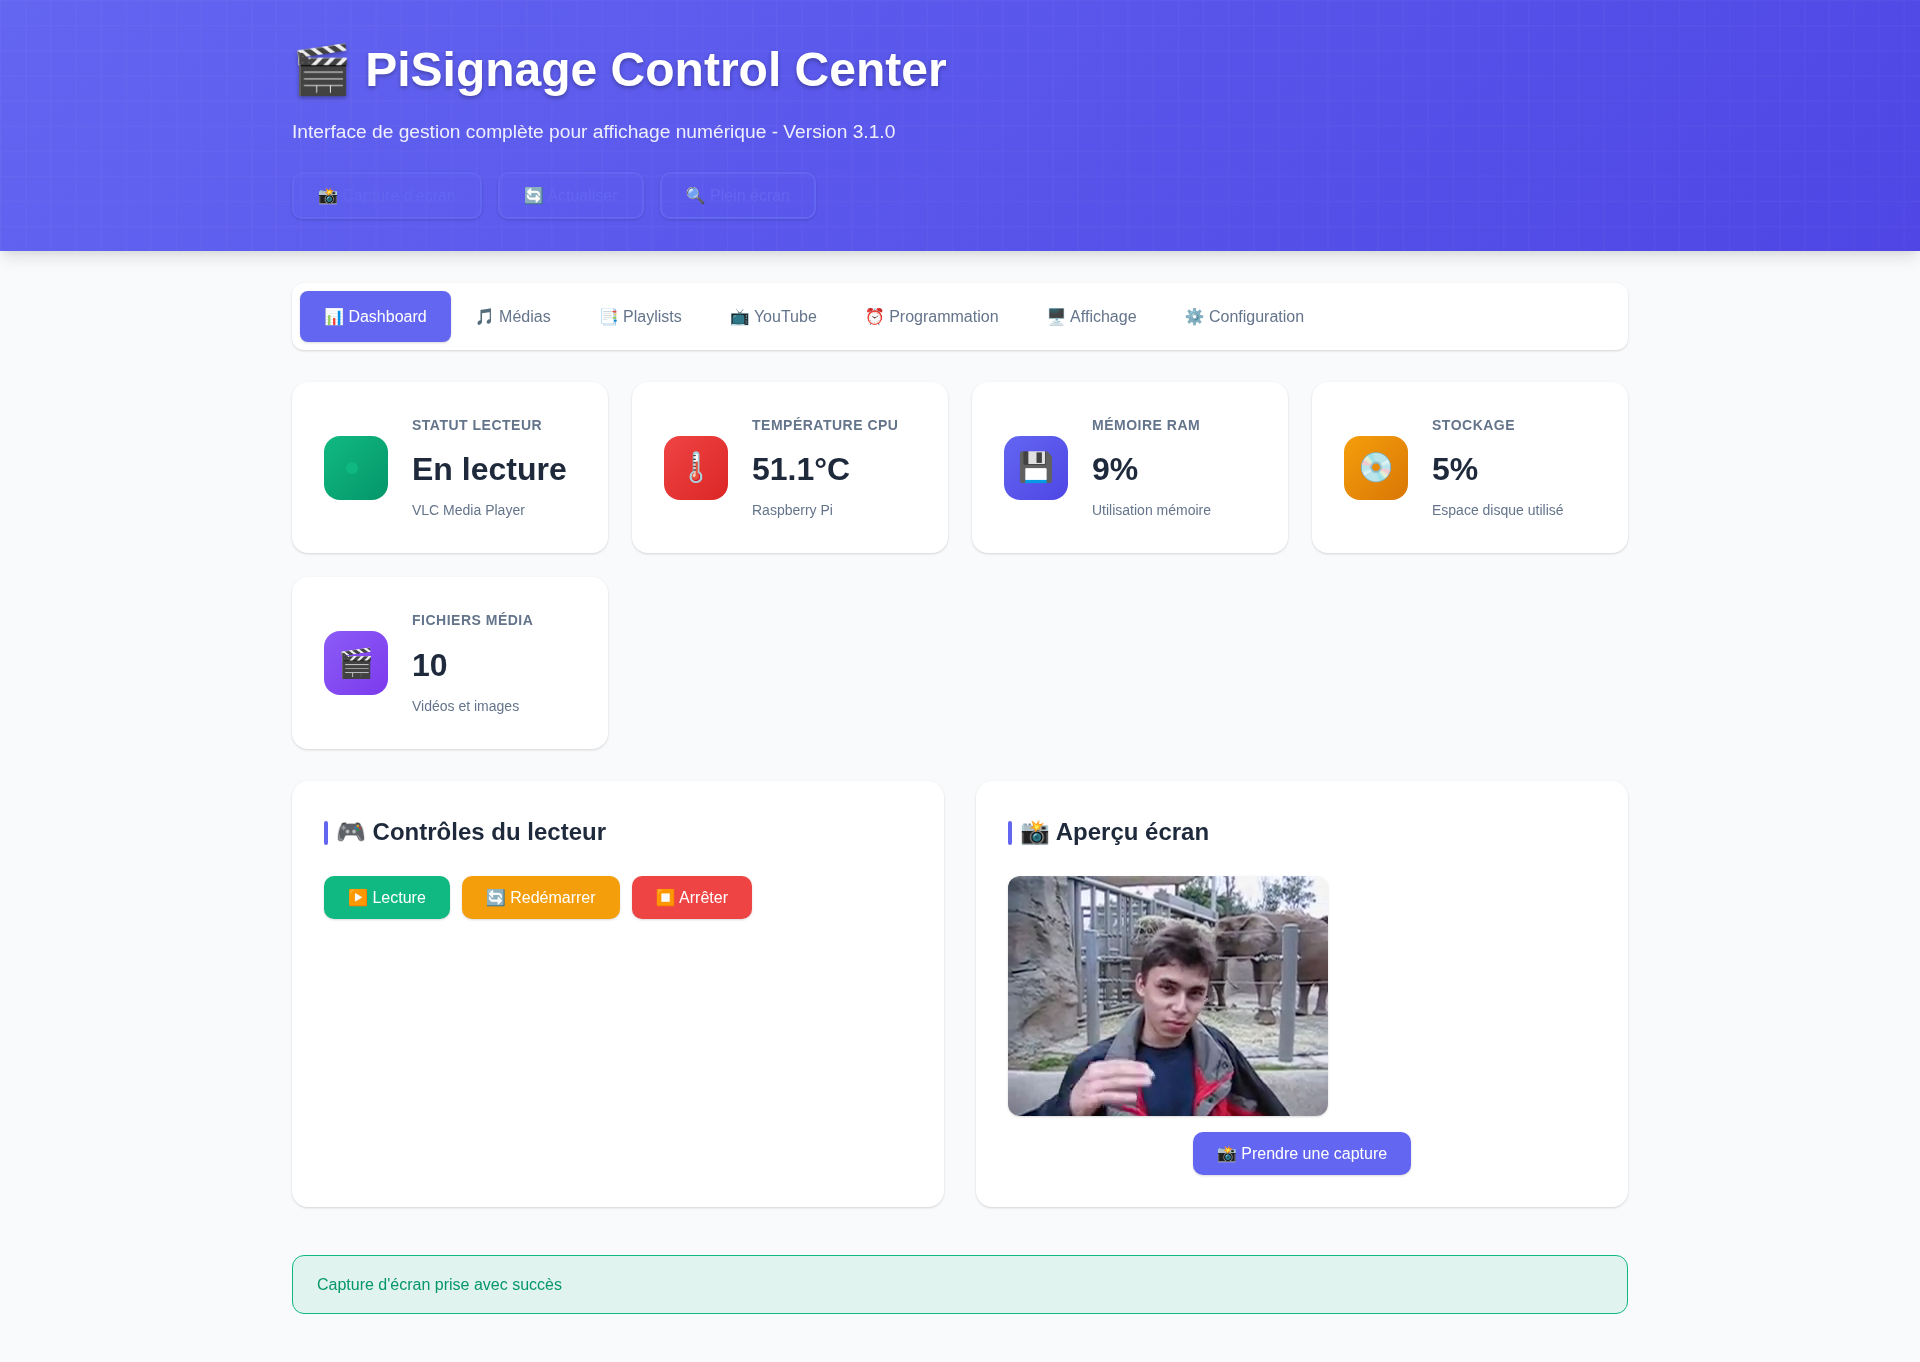 PiSignage Control Center
Interface de gestion complète pour affichage numérique - Version 3.1.0
Capture d'écran
Actualiser
Plein écran
Dashboard
Médias
Playlists
YouTube
Programmation
Affichage
Configuration
STATUT LECTEUR
En lecture
VLC Media Player
TEMPÉRATURE CPU
51.1°C
Raspberry Pi
MÉMOIRE RAM
9%
Utilisation mémoire
STOCKAGE
5%
Espace disque utilisé
FICHIERS MÉDIA
10
Vidéos et images
Contrôles du lecteur
Lecture
Redémarrer
Arrêter
Aperçu écran
Prendre une capture
Capture d'écran prise avec succès